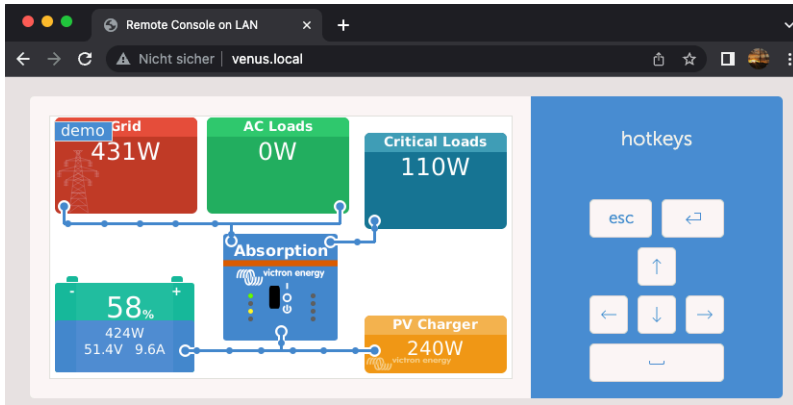 Remote Console on LAN
Nicht sicher
venus.local
demo
Grid
431W
AC Loads
0W
Critical Loads
110W
hotkeys
esc
Absorption
victron energy
58%
424W
51.4V 9.6A
PV Charger
240W
victron energy